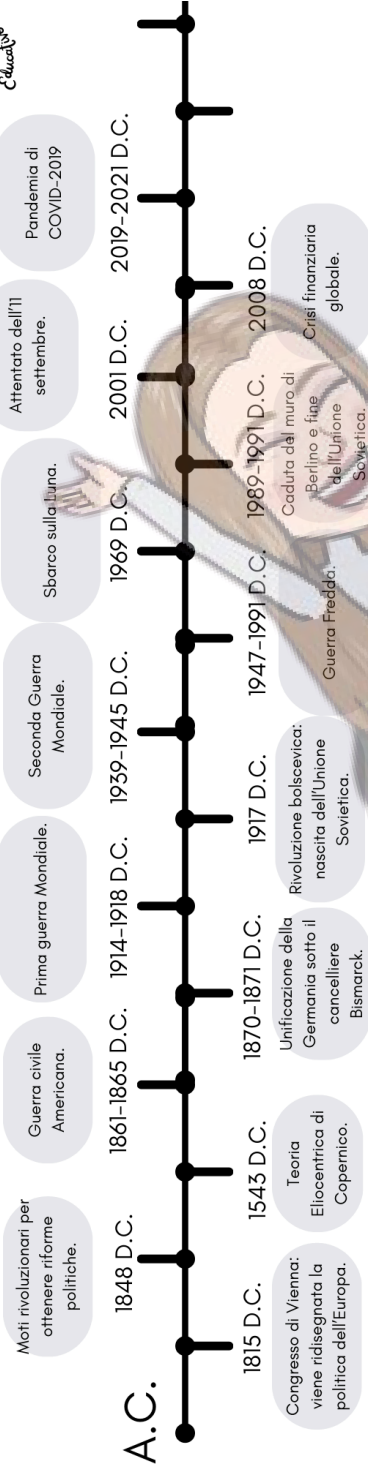 Educativo
A.C.
Moti rivoluzionari per
ottenere riforme
politiche.
1848 D.C.
Guerra civile
Americana.
1861-1865 D.C.
Prima guerra Mondiale.
1914-1918 D.C.
Seconda Guerra
Mondiale.
1939-1945 D.C.
Sbarco sulla Luna.
1969 D.C.
Attentato dell'11
settembre.
2001 D.C.
Pandemia di
COVID-2019
2019-2021 D.C.
1815 D.C.
Congresso di Vienna:
viene ridisegnata la
politica dell'Europa.
1543 D.C.
Teoria
Eliocentrica di
Copernico.
1870-1871 D.C.
Unificazione della
Germania sotto il
cancelliere
Bismarck.
1917 D.C.
Rivoluzione bolscevica:
nascita dell'Unione
Sovietica.
1947-1991 D.C.
Guerra Fredda.
1989-1991 D.C.
Caduta del muro di
Berlino e fine
dell'Unione
Sovietica.
2008 D.C.
Crisi finanziaria
globale.